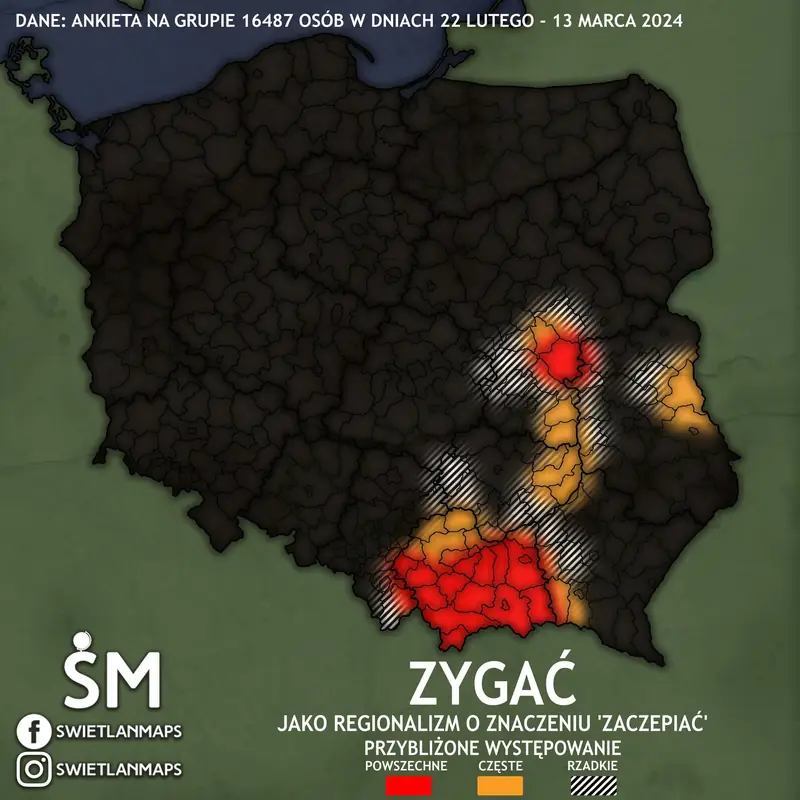 DANE: ANKIETA NA GRUPIE 16487 OSÓB W DNIACH 22 LUTEGO - 13 MARCA 2024
ŚM
SWIETLANMAPS
SWIETLANMAPS
ZYGAĆ
JAKO REGIONALIZM O ZNACZENIU 'ZACZEPIAĆ'
PRZYBLIŻONE WYSTĘPOWANIE
POWSZECHNE CZĘSTE RZADKIE